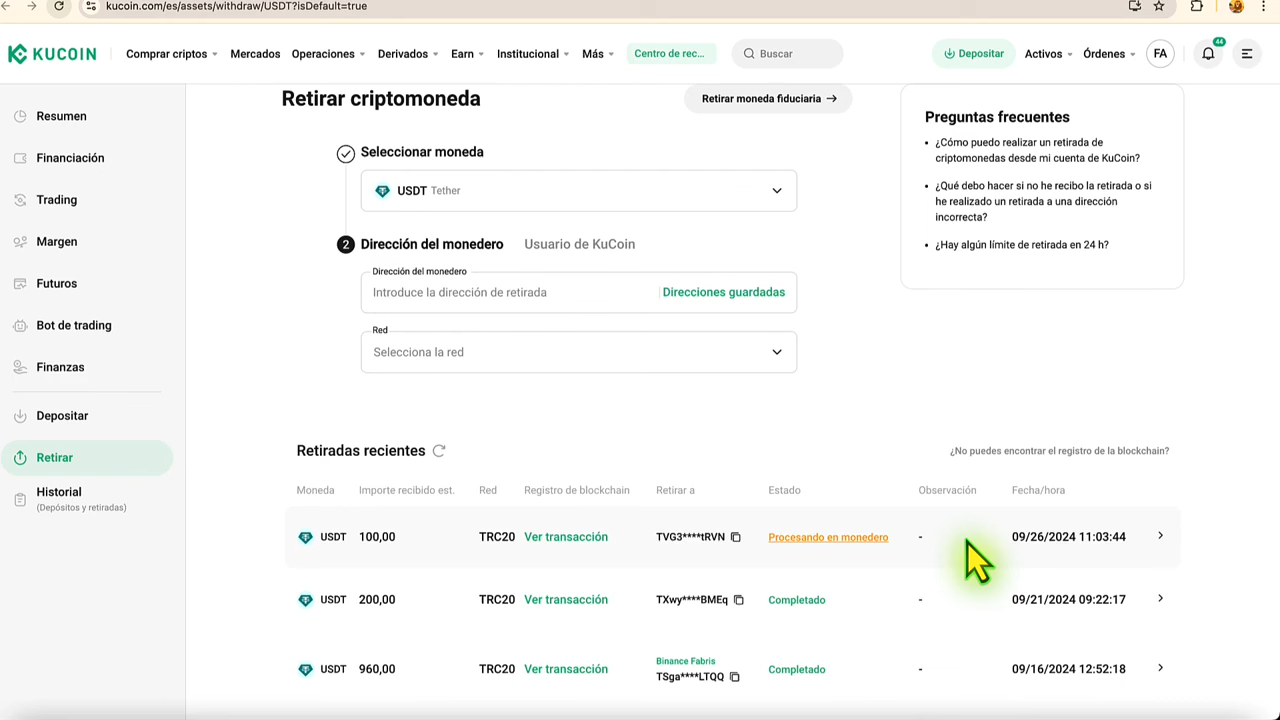 kucoin.com/es/assets/withdraw/USDT?isDefault=true
KUCOIN
Comprar criptos
Mercados
Operaciones
Derivados
Earn
Institucional
Más
Centro de rec...
Buscar
Depositar
Activos
Órdenes
FA
44
Resumen
Financiación
Trading
Margen
Futuros
Bot de trading
Finanzas
Depositar
Retirar
Historial
(Depósitos y retiradas)
Retirar criptomoneda
Retirar moneda fiduciaria →
Seleccionar moneda
USDT Tether
2 Dirección del monedero Usuario de KuCoin
Dirección del monedero
Introduce la dirección de retirada Direcciones guardadas
Red
Selecciona la red
Preguntas frecuentes
• ¿Cómo puedo realizar un retirada de
criptomonedas desde mi cuenta de KuCoin?
• ¿Qué debo hacer si no he recibo la retirada o si
he realizado un retirada a una dirección
incorrecta?
• ¿Hay algún límite de retirada en 24 h?
Retiradas recientes
¿No puedes encontrar el registro de la blockchain?
Moneda Importe recibido est. Red Registro de blockchain Retirar a Estado Observación Fecha/hora
USDT 100,00 TRC20 Ver transacción TVG3****tRVN Procesando en monedero - 09/26/2024 11:03:44
USDT 200,00 TRC20 Ver transacción TXwy****BMEq Completado - 09/21/2024 09:22:17
Binance Fabris
USDT 960,00 TRC20 Ver transacción TSga****LTQQ Completado - 09/16/2024 12:52:18